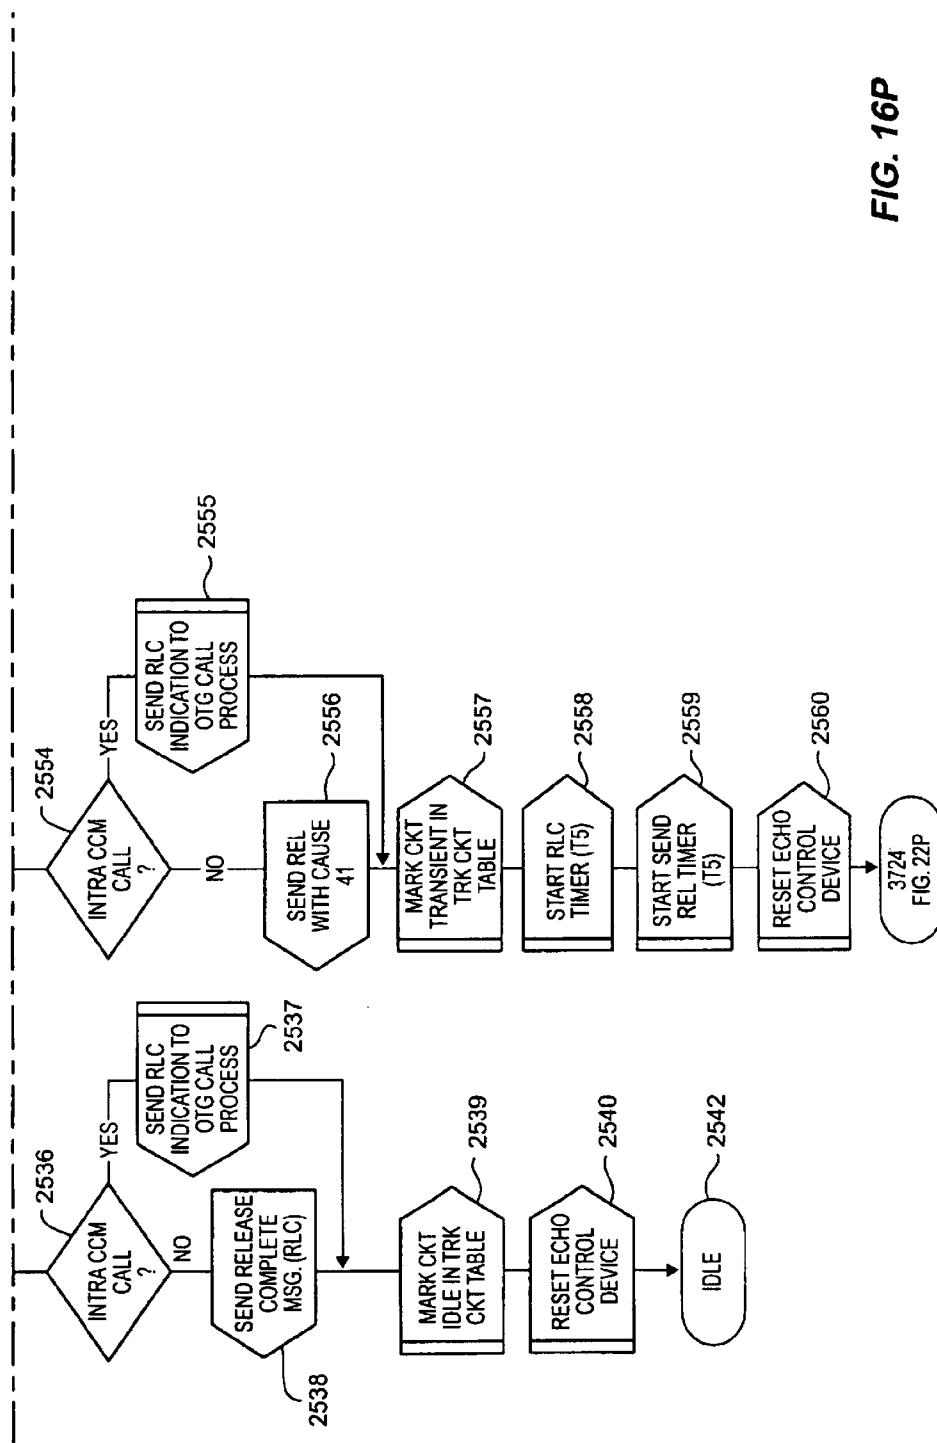 2536
INTRA CCM
CALL
?
YES
NO
SEND RLC
INDICATION TO
OTG CALL
PROCESS
2537
SEND RELEASE
COMPLETE
MSG. (RLC)
2538
MARK CKT
IDLE IN TRK
CKT TABLE
2539
RESET ECHO
CONTROL
DEVICE
2540
IDLE
2542
2554
INTRA CCM
CALL
?
YES
NO
SEND RLC
INDICATION TO
OTG CALL
PROCESS
2555
SEND REL
WITH CAUSE
41
2556
MARK CKT
TRANSIENT IN
TRK CKT
TABLE
2557
START RLC
TIMER (T5)
2558
START SEND
REL TIMER
(T5)
2559
RESET ECHO
CONTROL
DEVICE
2560
3724
FIG. 22P
FIG. 16P